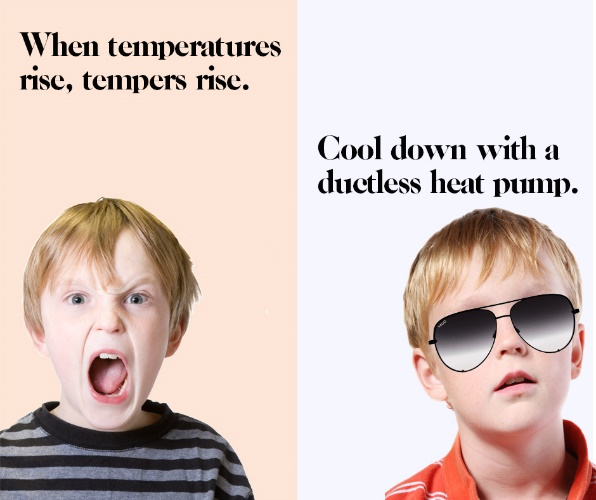 When temperatures
rise, tempers rise.
Cool down with a
ductless heat pump.